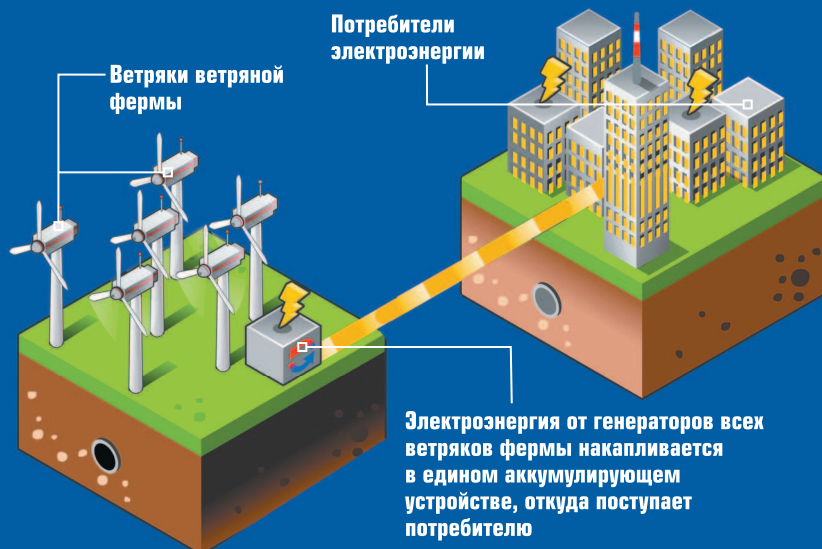 Потребители
электроэнергии
Ветряки ветряной
фермы
Электроэнергия от генераторов всех
ветряков фермы накапливается
в едином аккумулирующем
устройстве, откуда поступает
потребителю